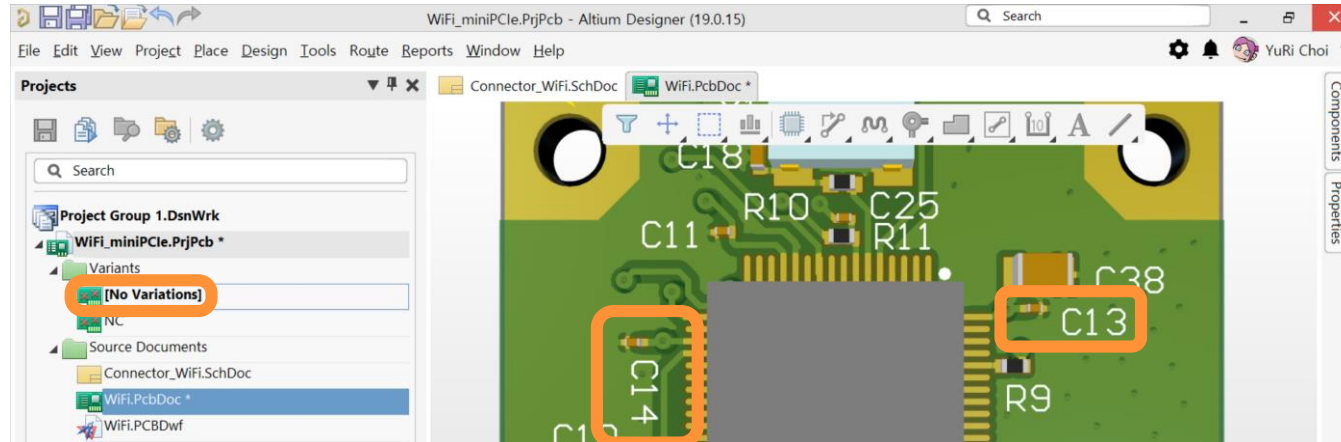 WiFi_miniPCIe.PrjPcb - Altium Designer (19.0.15)
Search
File Edit View Project Place Design Tools Route Reports Window Help
YuRi Choi
Projects
Connector_WiFi.SchDoc
WiFi.PcbDoc *
Components
Properties
Search
Project Group 1.DsnWrk
WiFi_miniPCIe.PrjPcb *
Variants
[No Variations]
NC
Source Documents
Connector_WiFi.SchDoc
WiFi.PcbDoc *
WiFi.PCBDwf
C18
R10
C25
C11
R11
C38
C13
C14
R9